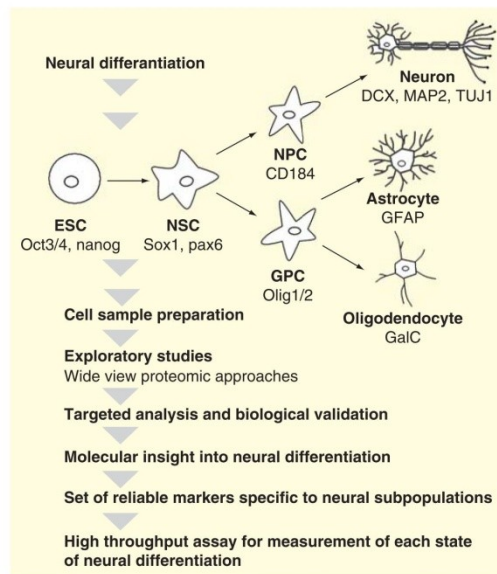 Neural differantiation
Neuron
DCX, MAP2, TUJ1
NPC
CD184
Astrocyte
GFAP
ESC
Oct3/4, nanog
NSC
Sox1, pax6
GPC
Olig1/2
Oligodendocyte
GalC
Cell sample preparation
Exploratory studies
Wide view proteomic approaches
Targeted analysis and biological validation
Molecular insight into neural differentiation
Set of reliable markers specific to neural subpopulations
High throughput assay for measurement of each state
of neural differentiation